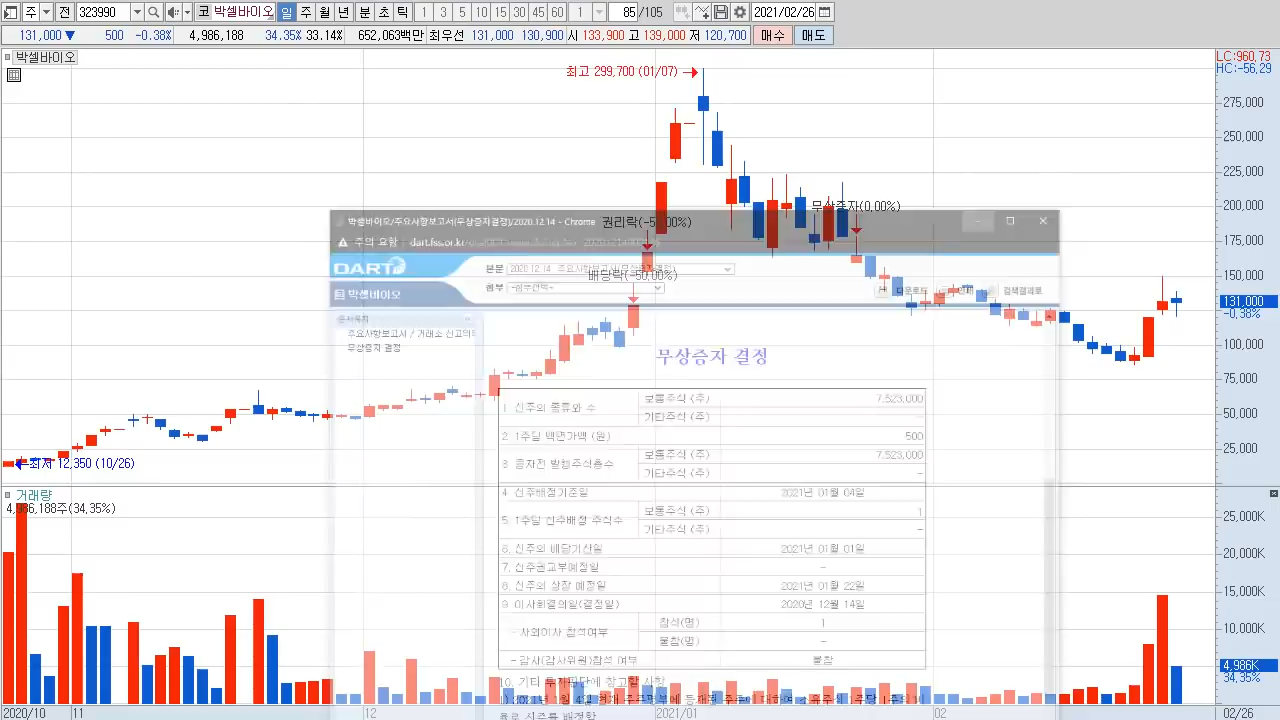 주 전 323990 코 박셀바이오 일 주 월 년 분 초 틱 1 3 5 10 15 30 45 60 1 85 /105 2021/02/26
131,000 ▼ 500 -0.38% 4,986,188 34.35% 33.14% 652,063백만 최우선 131,000 130,900 시 133,900 고 139,000 저 120,700 매수 매도
박셀바이오
LC:960.73
HC:-56.29
최고 299,700 (01/07)
275,000
250,000
225,000
200,000
175,000
150,000
133,000
100,000
75,000
50,000
25,000
무상증자(0.00%)
권리락(-50.00%)
배당락(-50.00%)
최저 12,350 (10/26)
박셀바이오/주요사항보고서(무상증자결정)/2020.12.14 - Chrome
주의 요함 dart.fss.or.kr
DART
본문 2020.12.14 주요사항보고서(무상증자결정)
첨부 -첨부선택-
다운로드
박셀바이오
문서목차
주요사항보고서 / 거래소 신고의무
무상증자 결정
무상증자 결정
1. 신주의 종류와 수 보통주식 (주) 7,523,000
기타주식 (주) -
2. 1주당 액면가액 (원) 500
3. 증자전 발행주식총수 보통주식 (주) 7,523,000
기타주식 (주) -
4. 신주배정기준일 2021년 01월 04일
5. 1주당 신주배정 주식수 보통주식 (주) 1
기타주식 (주) -
6. 신주의 배당기산일 2021년 01월 01일
7. 신주권교부예정일 -
8. 신주의 상장 예정일 2021년 01월 22일
9. 이사회결의일(결정일) 2020년 12월 14일
- 사외이사 참석여부 참석(명) 1
불참(명) -
- 감사(감사위원)참석 여부 불참
10. 기타 투자판단에 참고할 사항
거래량
4,986,188주(34.35%)
25,000K
20,000K
15,000K
10,000K
4,986K
34.35%
2020/10 11 12 2021/01 02 02/26